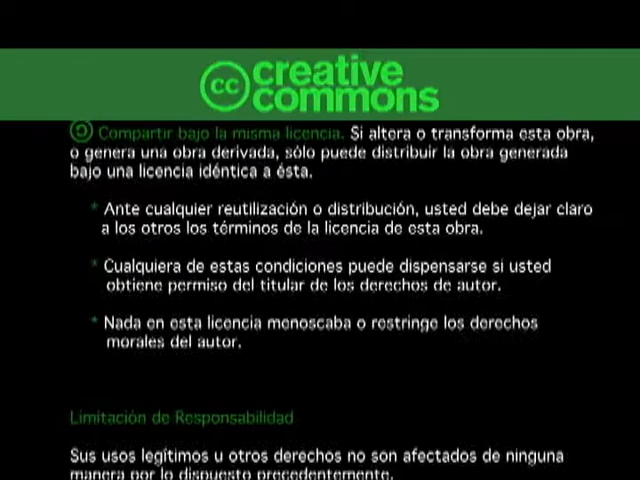 cc creative commons
Compartir bajo la misma licencia. Si altera o transforma esta obra,
o genera una obra derivada, sólo puede distribuir la obra generada
bajo una licencia idéntica a ésta.
* Ante cualquier reutilización o distribución, usted debe dejar claro
a los otros los términos de la licencia de esta obra.
* Cualquiera de estas condiciones puede dispensarse si usted
obtiene permiso del titular de los derechos de autor.
* Nada en esta licencia menoscaba o restringe los derechos
morales del autor.
Limitación de Responsabilidad
Sus usos legítimos u otros derechos no son afectados de ninguna
manera por lo dispuesto precedentemente.